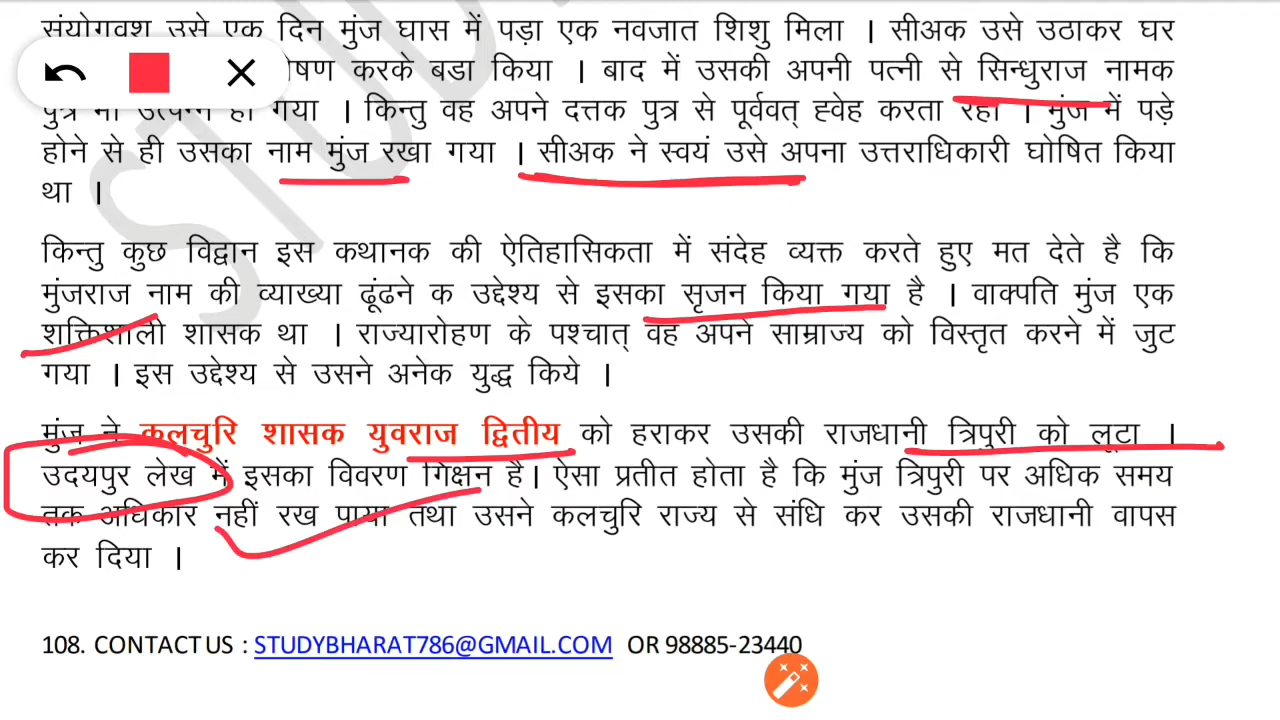 संयोगवश उसे एक दिन मुंज घास में पड़ा एक नवजात शिशु मिला । सीअक उसे उठाकर घर
षण करके बडा किया । बाद में उसकी अपनी पत्नी से सिन्धुराज नामक
पुत्र भी उत्पन्न हो गया । किन्तु वह अपने दत्तक पुत्र से पूर्ववत् ह्वेह करता रहा । मुंज में पड़े
होने से ही उसका नाम मुंज रखा गया । सीअक ने स्वयं उसे अपना उत्तराधिकारी घोषित किया
था ।
किन्तु कुछ विद्वान इस कथानक की ऐतिहासिकता में संदेह व्यक्त करते हुए मत देते है कि
मुंजराज नाम की व्याख्या ढूंढने क उद्देश्य से इसका सृजन किया गया है । वाक्पति मुंज एक
शक्तिशाली शासक था । राज्यारोहण के पश्चात् वह अपने साम्राज्य को विस्तृत करने में जुट
गया । इस उद्देश्य से उसने अनेक युद्ध किये ।
मुंज ने कलचुरि शासक युवराज द्वितीय को हराकर उसकी राजधानी त्रिपुरी को लूटा ।
उदयपुर लेख में इसका विवरण गिक्षन है। ऐसा प्रतीत होता है कि मुंज त्रिपुरी पर अधिक समय
तक अधिकार नहीं रख पाया तथा उसने कलचुरि राज्य से संधि कर उसकी राजधानी वापस
कर दिया ।
108. CONTACT US : STUDYBHARAT786@GMAIL.COM OR 98885-23440